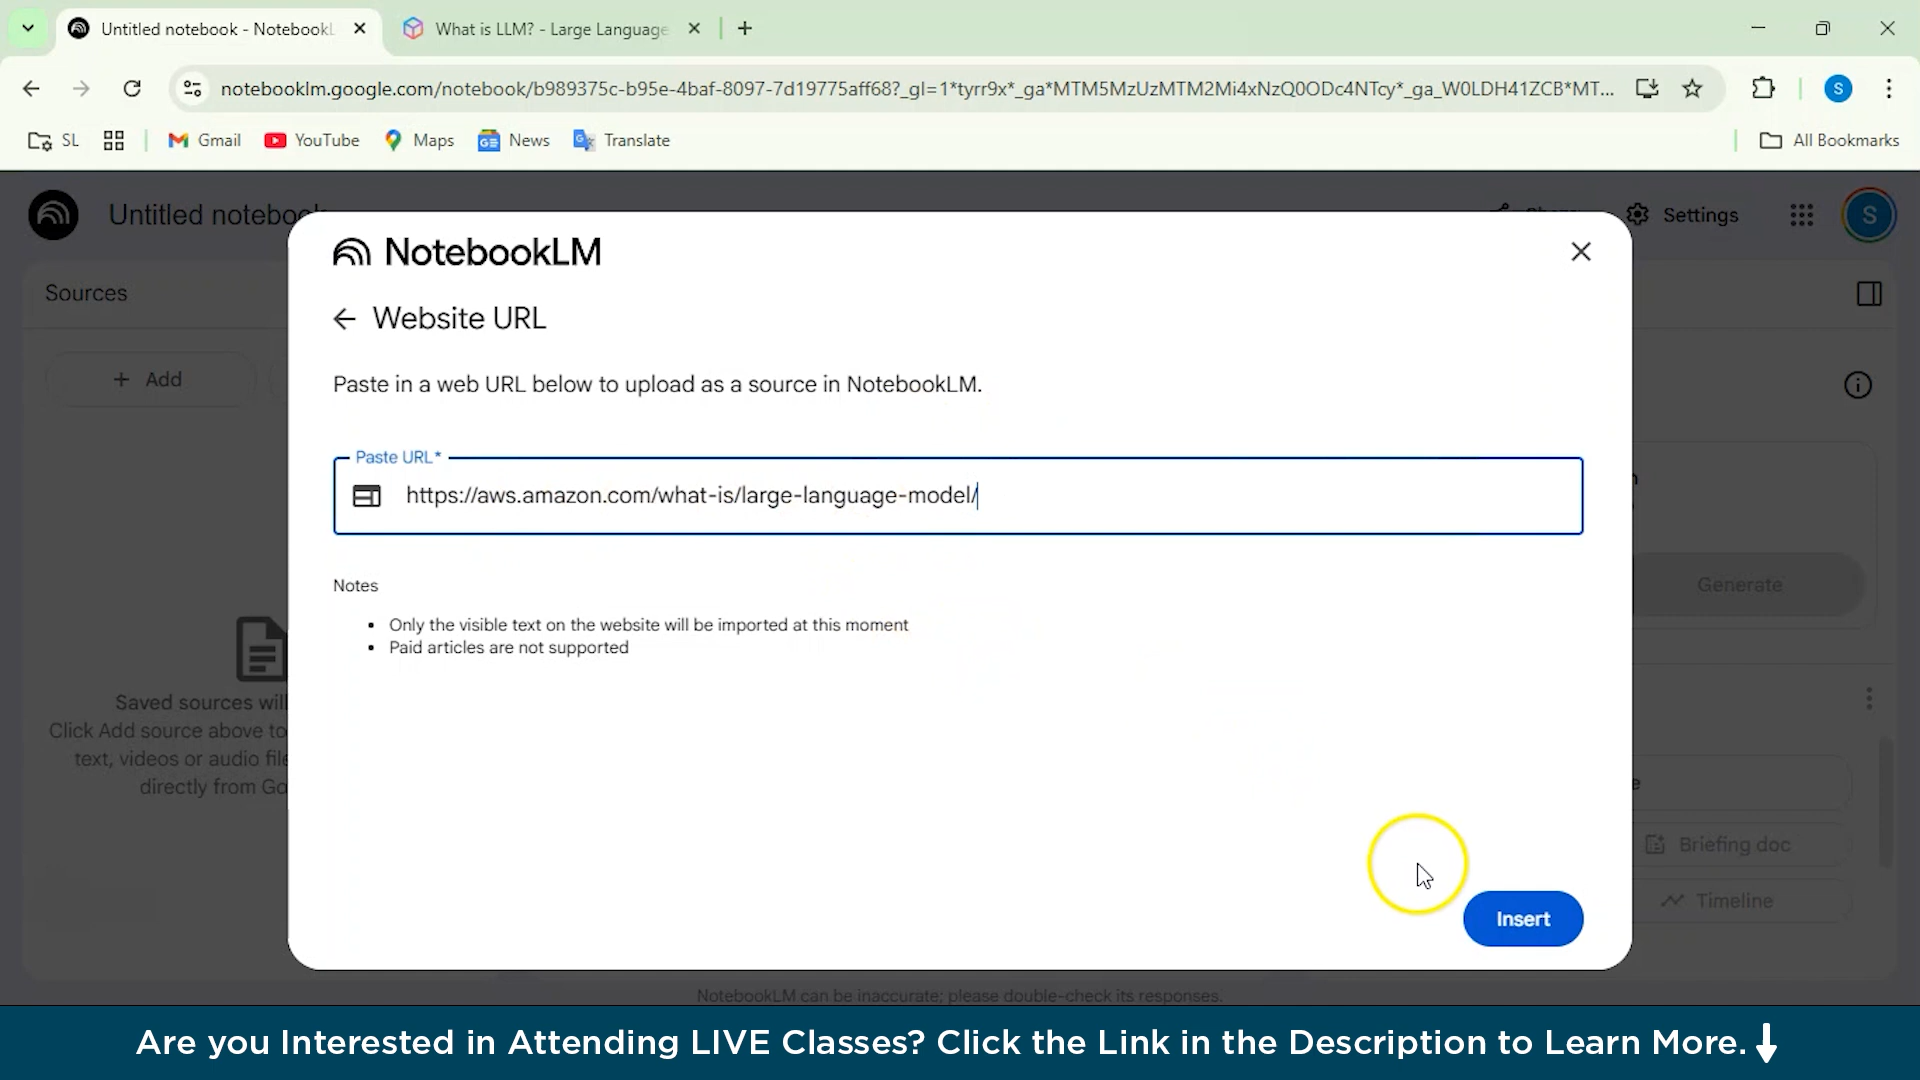 Untitled notebook - NotebookL
What is LLM? - Large Language
notebooklm.google.com/notebook/b989375c-b95e-4baf-8097-7d19775aff68?_gl=1*tyrr9x*_ga*MTM5MzUzMTM2Mi4xNzQ0ODc4NTcy*_ga_W0LDH41ZCB*MT...
S
SL
Gmail
YouTube
Maps
News
Translate
All Bookmarks
Untitled notebook
Share
Settings
S
NotebookLM
Sources
Website URL
+ Add
Paste in a web URL below to upload as a source in NotebookLM.
Paste URL*
https://aws.amazon.com/what-is/large-language-model/
Notes
Generate
• Only the visible text on the website will be imported at this moment
• Paid articles are not supported
Saved sources will
Click Add source above to
text, videos or audio file
directly from Go
Briefing doc
Timeline
Insert
NotebookLM can be inaccurate; please double-check its responses.
Are you Interested in Attending LIVE Classes? Click the Link in the Description to Learn More.